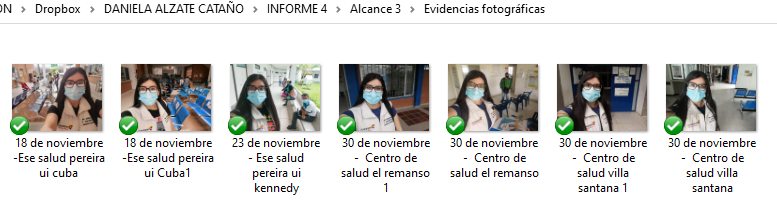 ON > Dropbox > DANIELA ALZATE CATAÑO > INFORME 4 > Alcance 3 > Evidencias fotográficas
18 de noviembre
-Ese salud pereira
ui cuba
18 de noviembre
-Ese salud pereira
ui Cuba1
23 de noviembre
- Ese salud
pereira ui
kennedy
30 de noviembre
- Centro de
salud el remanso
1
30 de noviembre
- Centro de
salud el remanso
30 de noviembre
- Centro de
salud villa
santana 1
30 de noviembre
- Centro de
salud villa
santana